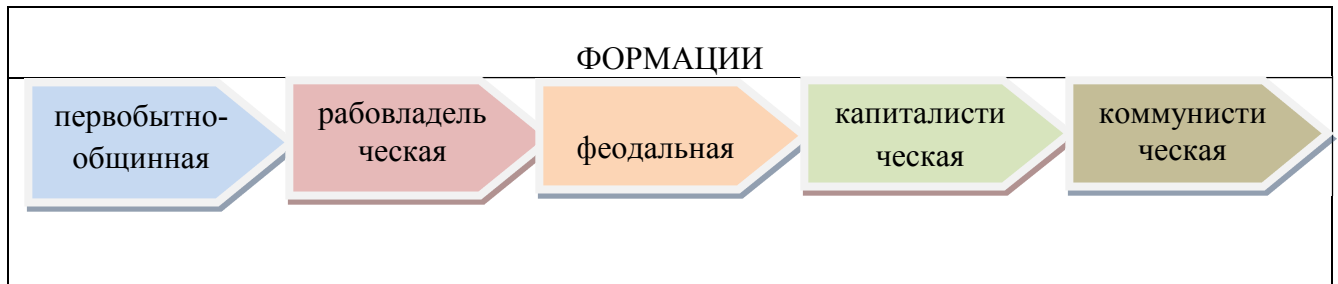 ФОРМАЦИИ
первобытно-
общинная
рабовладель
ческая
феодальная
капиталисти
ческая
коммунисти
ческая